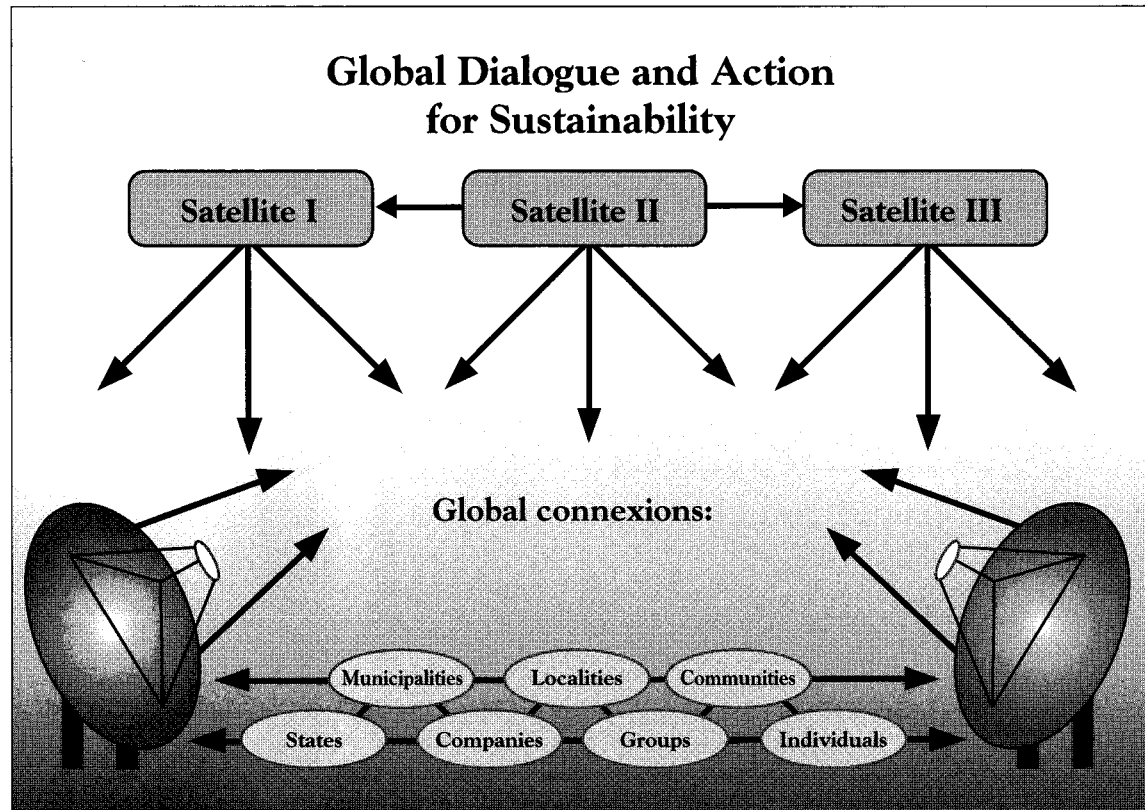 Global Dialogue and Action
for Sustainability
Satellite I
Satellite II
Satellite III
Global connexions:
Municipalities
Localities
Communities
States
Companies
Groups
Individuals